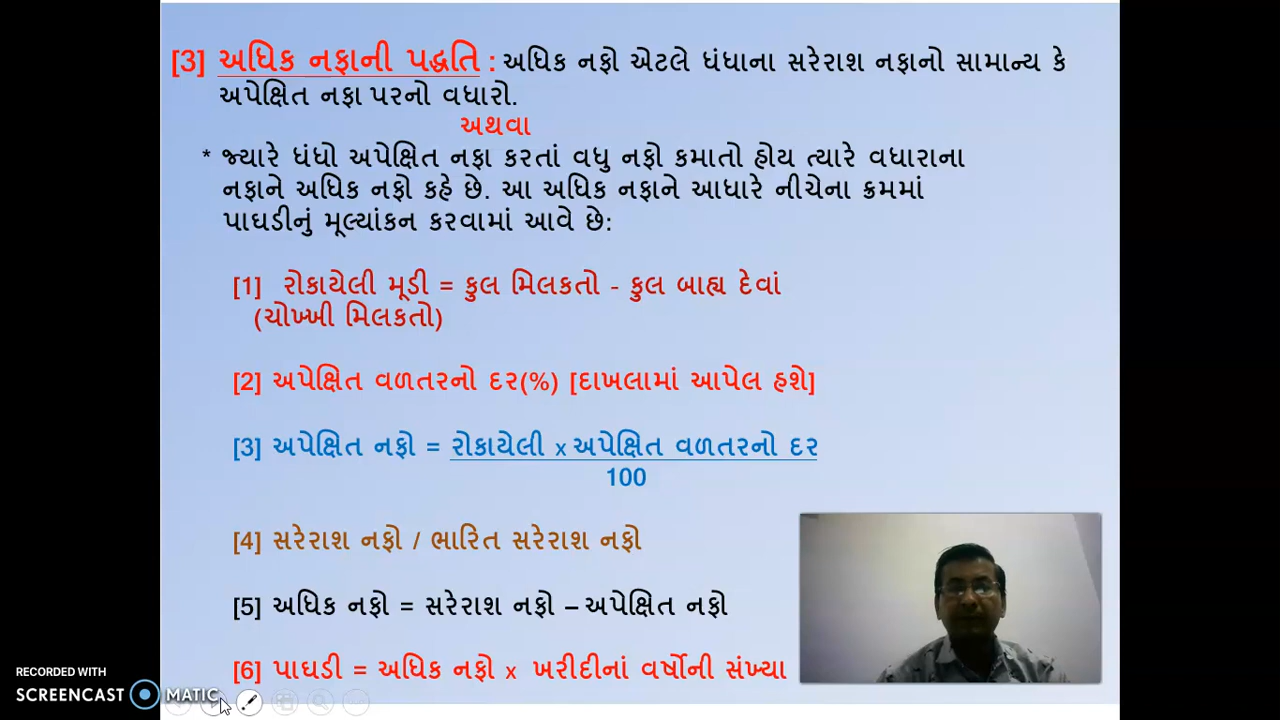 [3] અધિક નફાની પદ્ધતિ : અધિક નફો એટલે ધંધાના સરેરાશ નફાનો સામાન્ય કે
અપેક્ષિત નફા પરનો વધારો.
અથવા
* જ્યારે ધંધો અપેક્ષિત નફા કરતાં વધુ નફો કમાતો હોય ત્યારે વધારાના
નફાને અધિક નફો કહે છે. આ અધિક નફાને આધારે નીચેના ક્રમમાં
પાઘડીનું મૂલ્યાંકન કરવામાં આવે છે:
[1] રોકાયેલી મૂડી = કુલ મિલકતો - કુલ બાહ્ય દેવાં
(ચોખ્ખી મિલકતો)
[2] અપેક્ષિત વળતરનો દર(%) [દાખલામાં આપેલ હશે]
[3] અપેક્ષિત નફો = રોકાયેલી x અપેક્ષિત વળતરનો દર
100
[4] સરેરાશ નફો / ભારિત સરેરાશ નફો
[5] અધિક નફો = સરેરાશ નફો – અપેક્ષિત નફો
[6] પાઘડી = અધિક નફો x ખરીદીનાં વર્ષોની સંખ્યા
RECORDED WITH
SCREENCAST MATIC